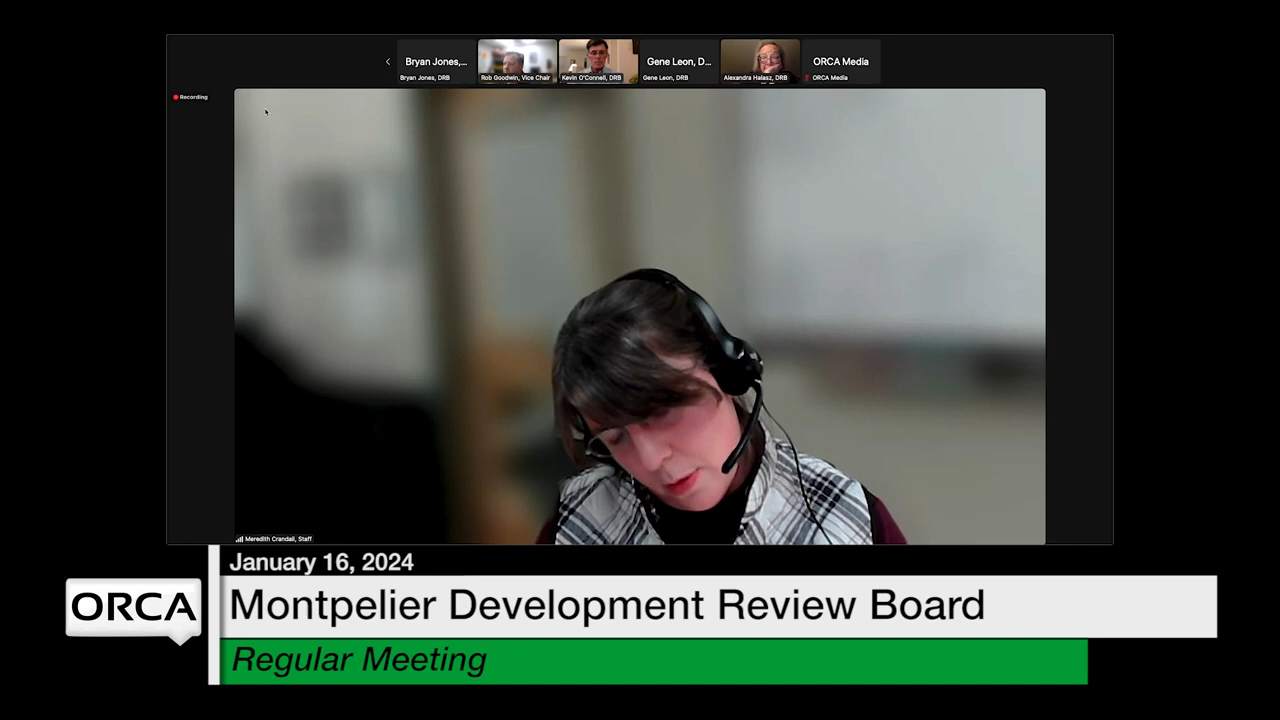 Bryan Jones,...
Bryan Jones, DRB
Rob Goodwin, Vice Chair
Kevin O'Connell, DRB
Gene Leon, D...
Gene Leon, DRB
Alexandra Halasz, DRB
ORCA Media
ORCA Media
Recording
Meredith Crandall, Staff
January 16, 2024
ORCA
Montpelier Development Review Board
Regular Meeting